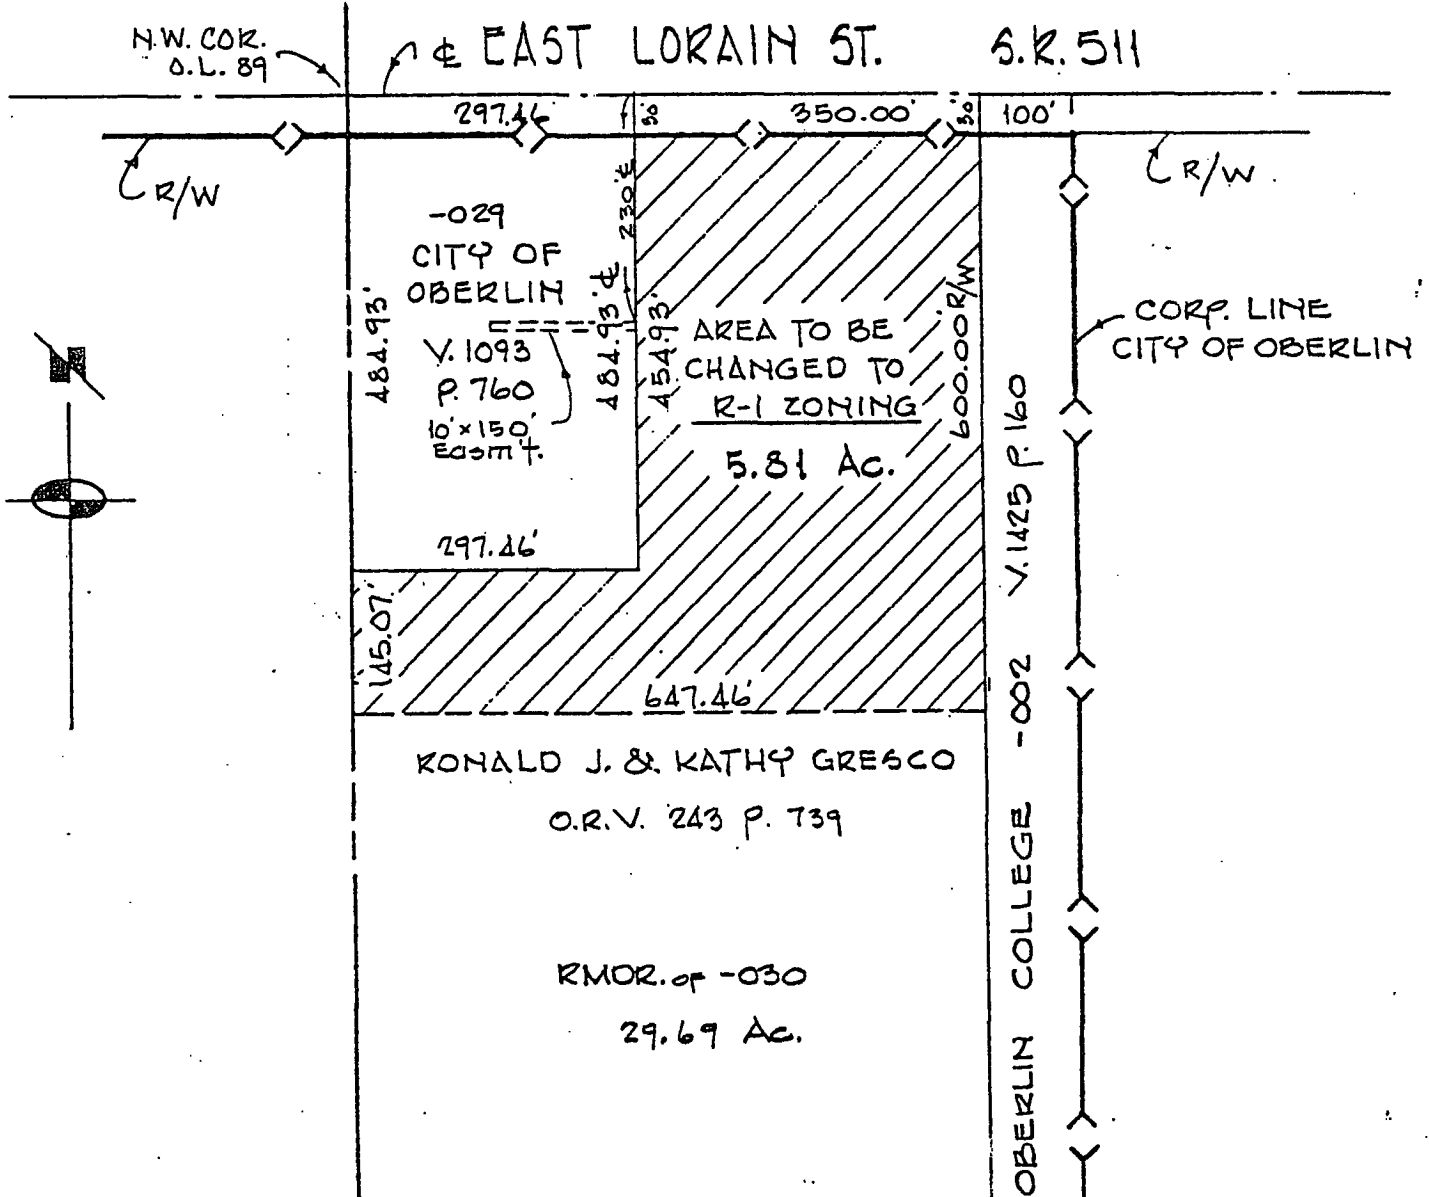 N.W. COR.
O.L. 89
℄ EAST LORAIN ST. S.R. 511
297.46'
30'
350.00'
30'
100'
R/W
R/W
-029
CITY OF
OBERLIN
V. 1093
P. 760
10' x 150'
Easm't.
230' ℄
484.93'
484.93' ℄
454.93'
AREA TO BE
CHANGED TO
R-1 ZONING
5.81 Ac.
600.00' R/W
CORP. LINE
CITY OF OBERLIN
N
297.46'
145.07'
647.46'
RONALD J. & KATHY GRESCO
O.R.V. 243 P. 739
RMDR. OF -030
29.69 Ac.
OBERLIN COLLEGE -002 V. 1425 P. 160